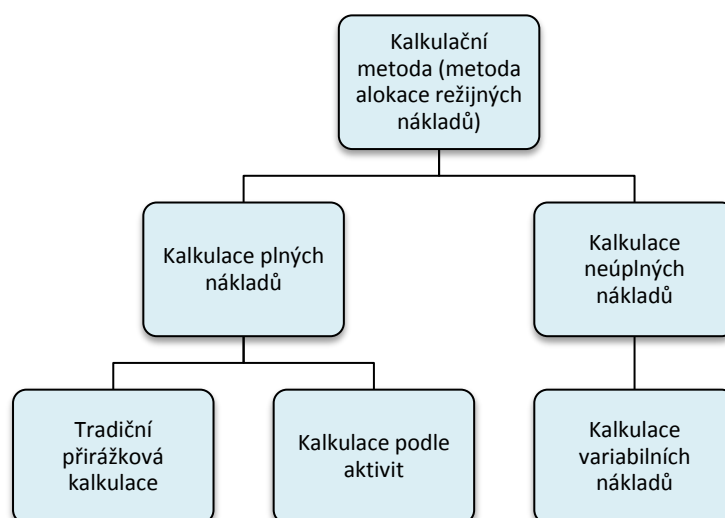 Kalkulační
metoda (metoda
alokace režijných
nákladů)
Kalkulace plných
nákladů
Kalkulace
neúplných
nákladů
Tradiční
přirážková
kalkulace
Kalkulace podle
aktivit
Kalkulace
variabilních
nákladů